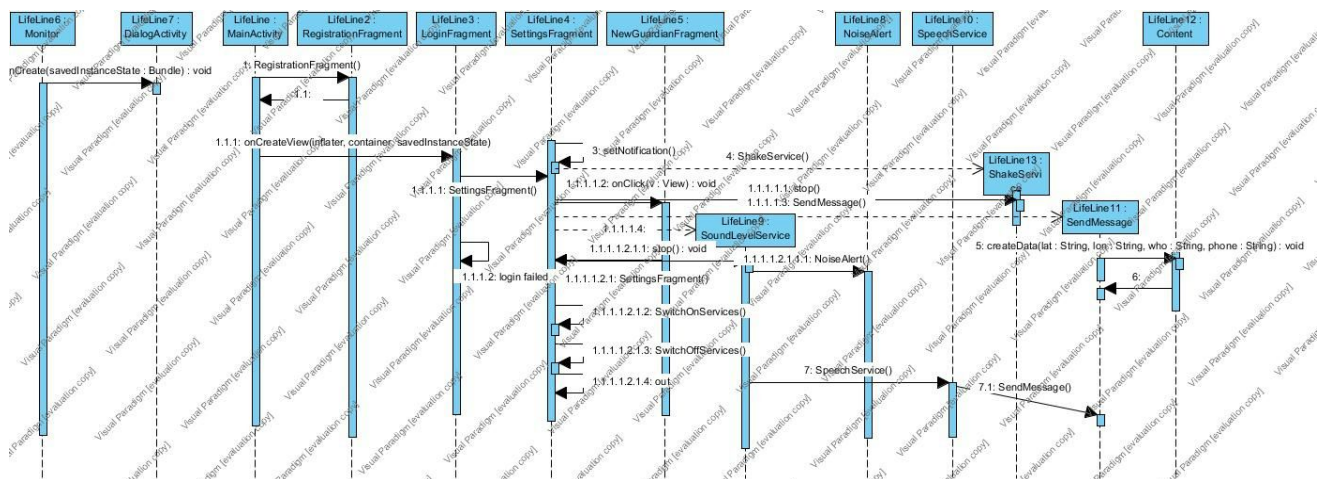 LifeLine6 :
Monitor
LifeLine7 :
DialogActivity
LifeLine :
MainActivity
LifeLine2 :
RegistrationFragment
LifeLine3 :
LoginFragment
LifeLine4 :
SettingsFragment
LifeLine5 :
NewGuardianFragment
LifeLine8 :
NoiseAlert
LifeLine10 :
SpeechService
LifeLine12 :
Content
nCreate(savedInstanceState : Bundle) : void
1: RegistrationFragment()
1.1:
1.1.1: onCreateView(inflater, container, savedInstanceState)
3: setNotification()
4: ShakeService()
LifeLine13 :
ShakeServi
ce
1.1.1.1: SettingsFragment()
1.1.1.1.2: onClick(v : View) : void
1.1.1.1.1: stop()
1.1.1.1.3: SendMessage()
LifeLine11 :
SendMessage
1.1.1.1.4:
LifeLine9 :
SoundLevelService
5: createData(lat : String, lon : String, who : String, phone : String) : void
1.1.1.1.2.1.1: stop() : void
1.1.1.1.2.1.1.1: NoiseAlert()
1.1.1.2: login failed
1.1.1.1.2.1: SettingsFragment()
6:
1.1.1.1.2.1.2: SwitchOnServices()
1.1.1.1.2.1.3: SwitchOffServices()
1.1.1.1.2.1.4: out
7: SpeechService()
7.1: SendMessage()
Visual Paradigm [evaluation copy]